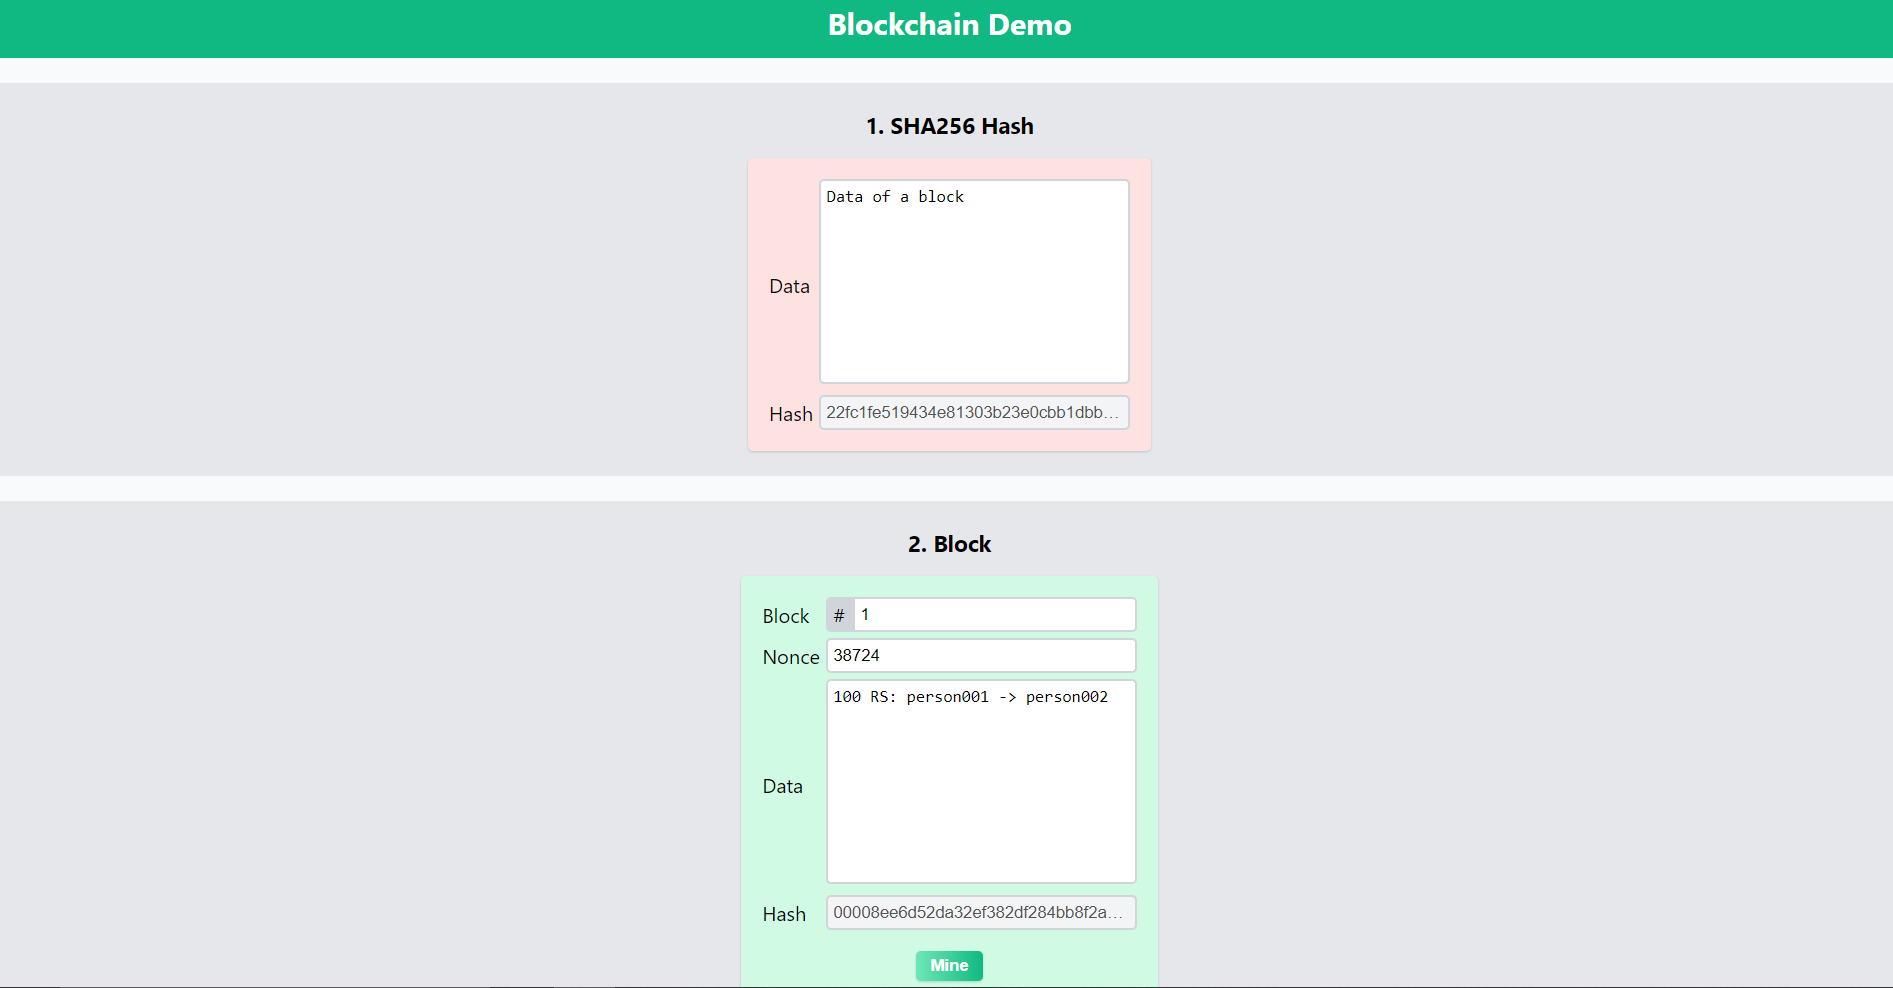 Blockchain Demo
1. SHA256 Hash
Data of a block
Data
Hash 22fc1fe519434e81303b23e0cbb1dbb...
2. Block
Block # 1
Nonce 38724
100 RS: person001 -> person002
Data
Hash 00008ee6d52da32ef382df284bb8f2a...
Mine